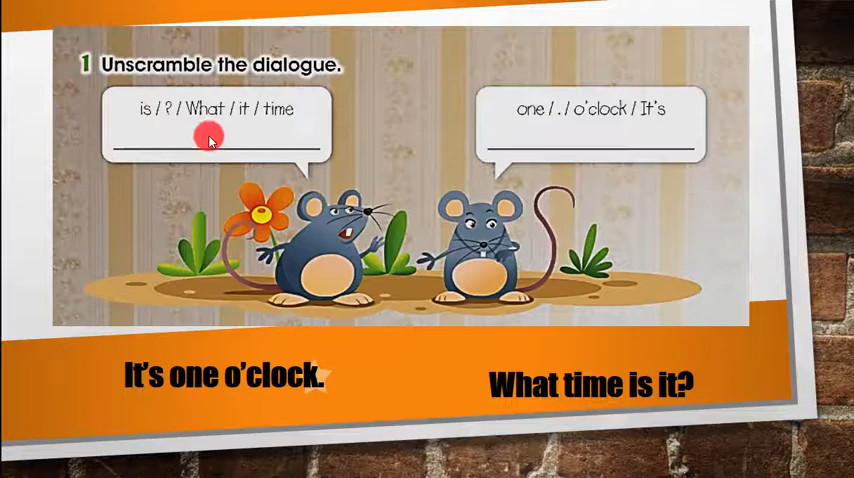 1 Unscramble the dialogue.
is / ? / What / it / time
one / . / o'clock / It's
It's one o'clock.
What time is it?